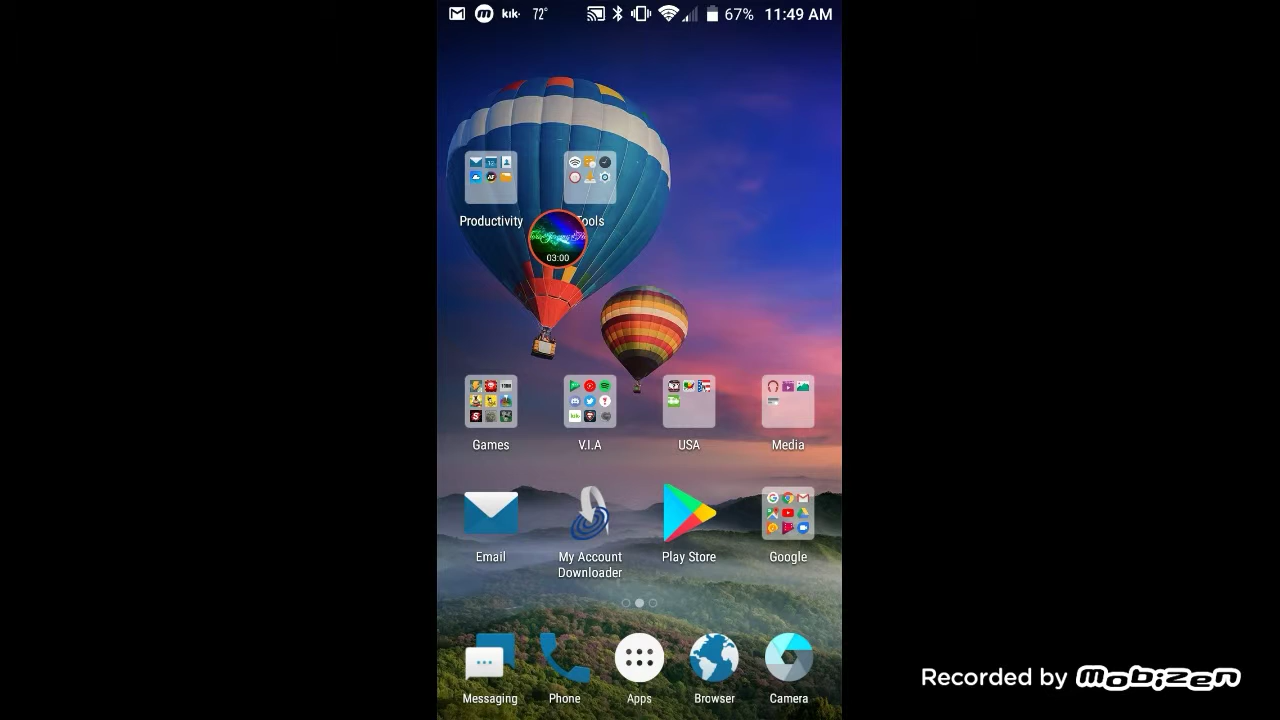 kik· 72° 67% 11:49 AM
Productivity Tools
03:00
Games V.I.A USA Media
Email My Account Downloader Play Store Google
Messaging Phone Apps Browser Camera
Recorded by mobizen